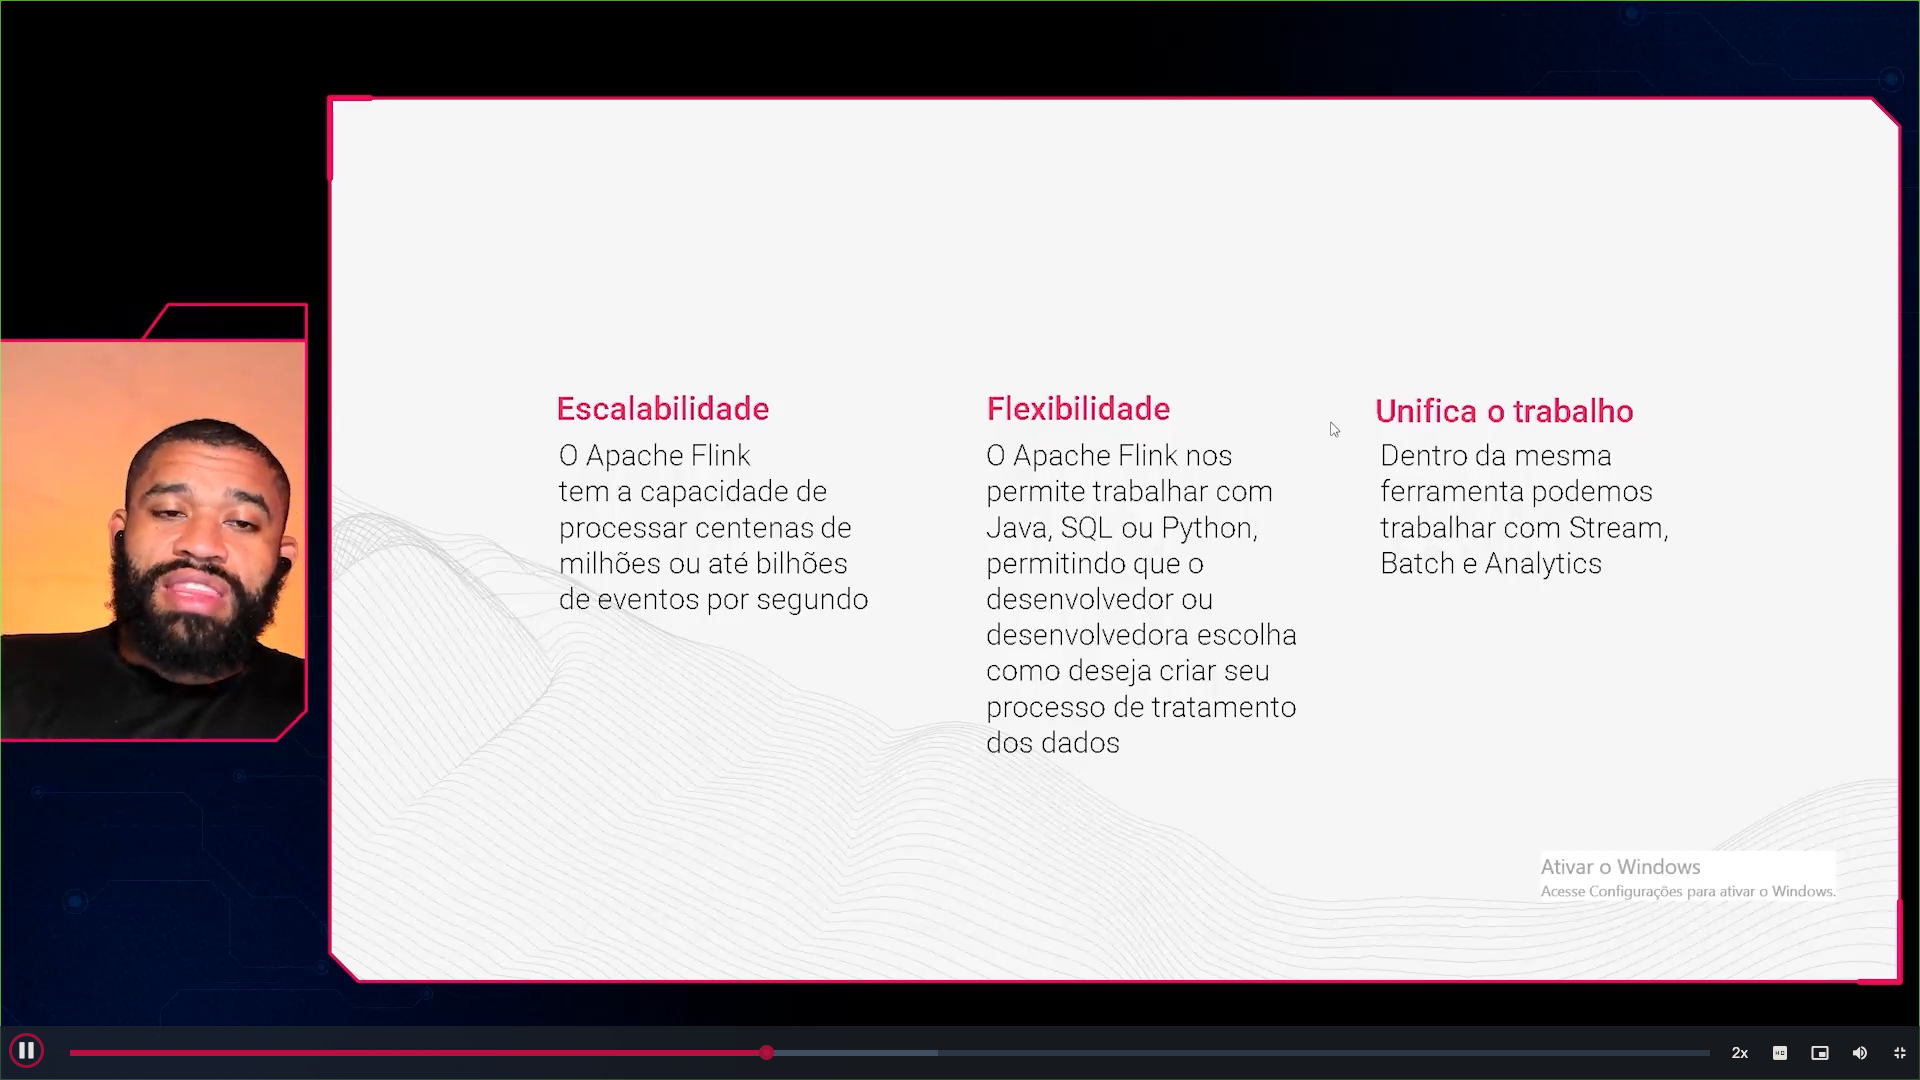 Escalabilidade
O Apache Flink
tem a capacidade de
processar centenas de
milhões ou até bilhões
de eventos por segundo
Flexibilidade
O Apache Flink nos
permite trabalhar com
Java, SQL ou Python,
permitindo que o
desenvolvedor ou
desenvolvedora escolha
como deseja criar seu
processo de tratamento
dos dados
Unifica o trabalho
Dentro da mesma
ferramenta podemos
trabalhar com Stream,
Batch e Analytics
Ativar o Windows
Acesse Configurações para ativar o Windows.
2x
HD